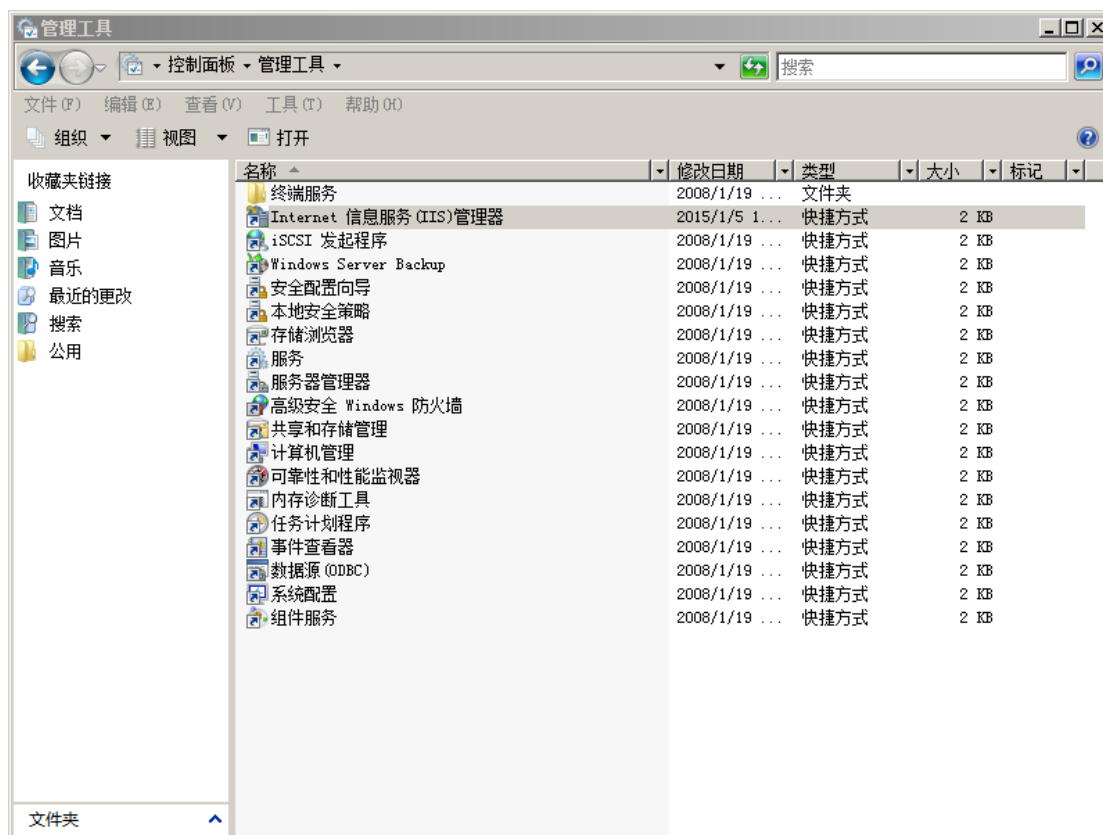 管理工具
控制面板 管理工具 搜索
文件(F) 编辑(E) 查看(V) 工具(T) 帮助(H)
组织 视图 打开
收藏夹链接
文档
图片
音乐
最近的更改
搜索
公用
文件夹
名称 修改日期 类型 大小 标记
终端服务 2008/1/19 ... 文件夹
Internet 信息服务(IIS)管理器 2015/1/5 1... 快捷方式 2 KB
iSCSI 发起程序 2008/1/19 ... 快捷方式 2 KB
Windows Server Backup 2008/1/19 ... 快捷方式 2 KB
安全配置向导 2008/1/19 ... 快捷方式 2 KB
本地安全策略 2008/1/19 ... 快捷方式 2 KB
存储浏览器 2008/1/19 ... 快捷方式 2 KB
服务 2008/1/19 ... 快捷方式 2 KB
服务器管理器 2008/1/19 ... 快捷方式 2 KB
高级安全 Windows 防火墙 2008/1/19 ... 快捷方式 2 KB
共享和存储管理 2008/1/19 ... 快捷方式 2 KB
计算机管理 2008/1/19 ... 快捷方式 2 KB
可靠性和性能监视器 2008/1/19 ... 快捷方式 2 KB
内存诊断工具 2008/1/19 ... 快捷方式 2 KB
任务计划程序 2008/1/19 ... 快捷方式 2 KB
事件查看器 2008/1/19 ... 快捷方式 2 KB
数据源(ODBC) 2008/1/19 ... 快捷方式 2 KB
系统配置 2008/1/19 ... 快捷方式 2 KB
组件服务 2008/1/19 ... 快捷方式 2 KB